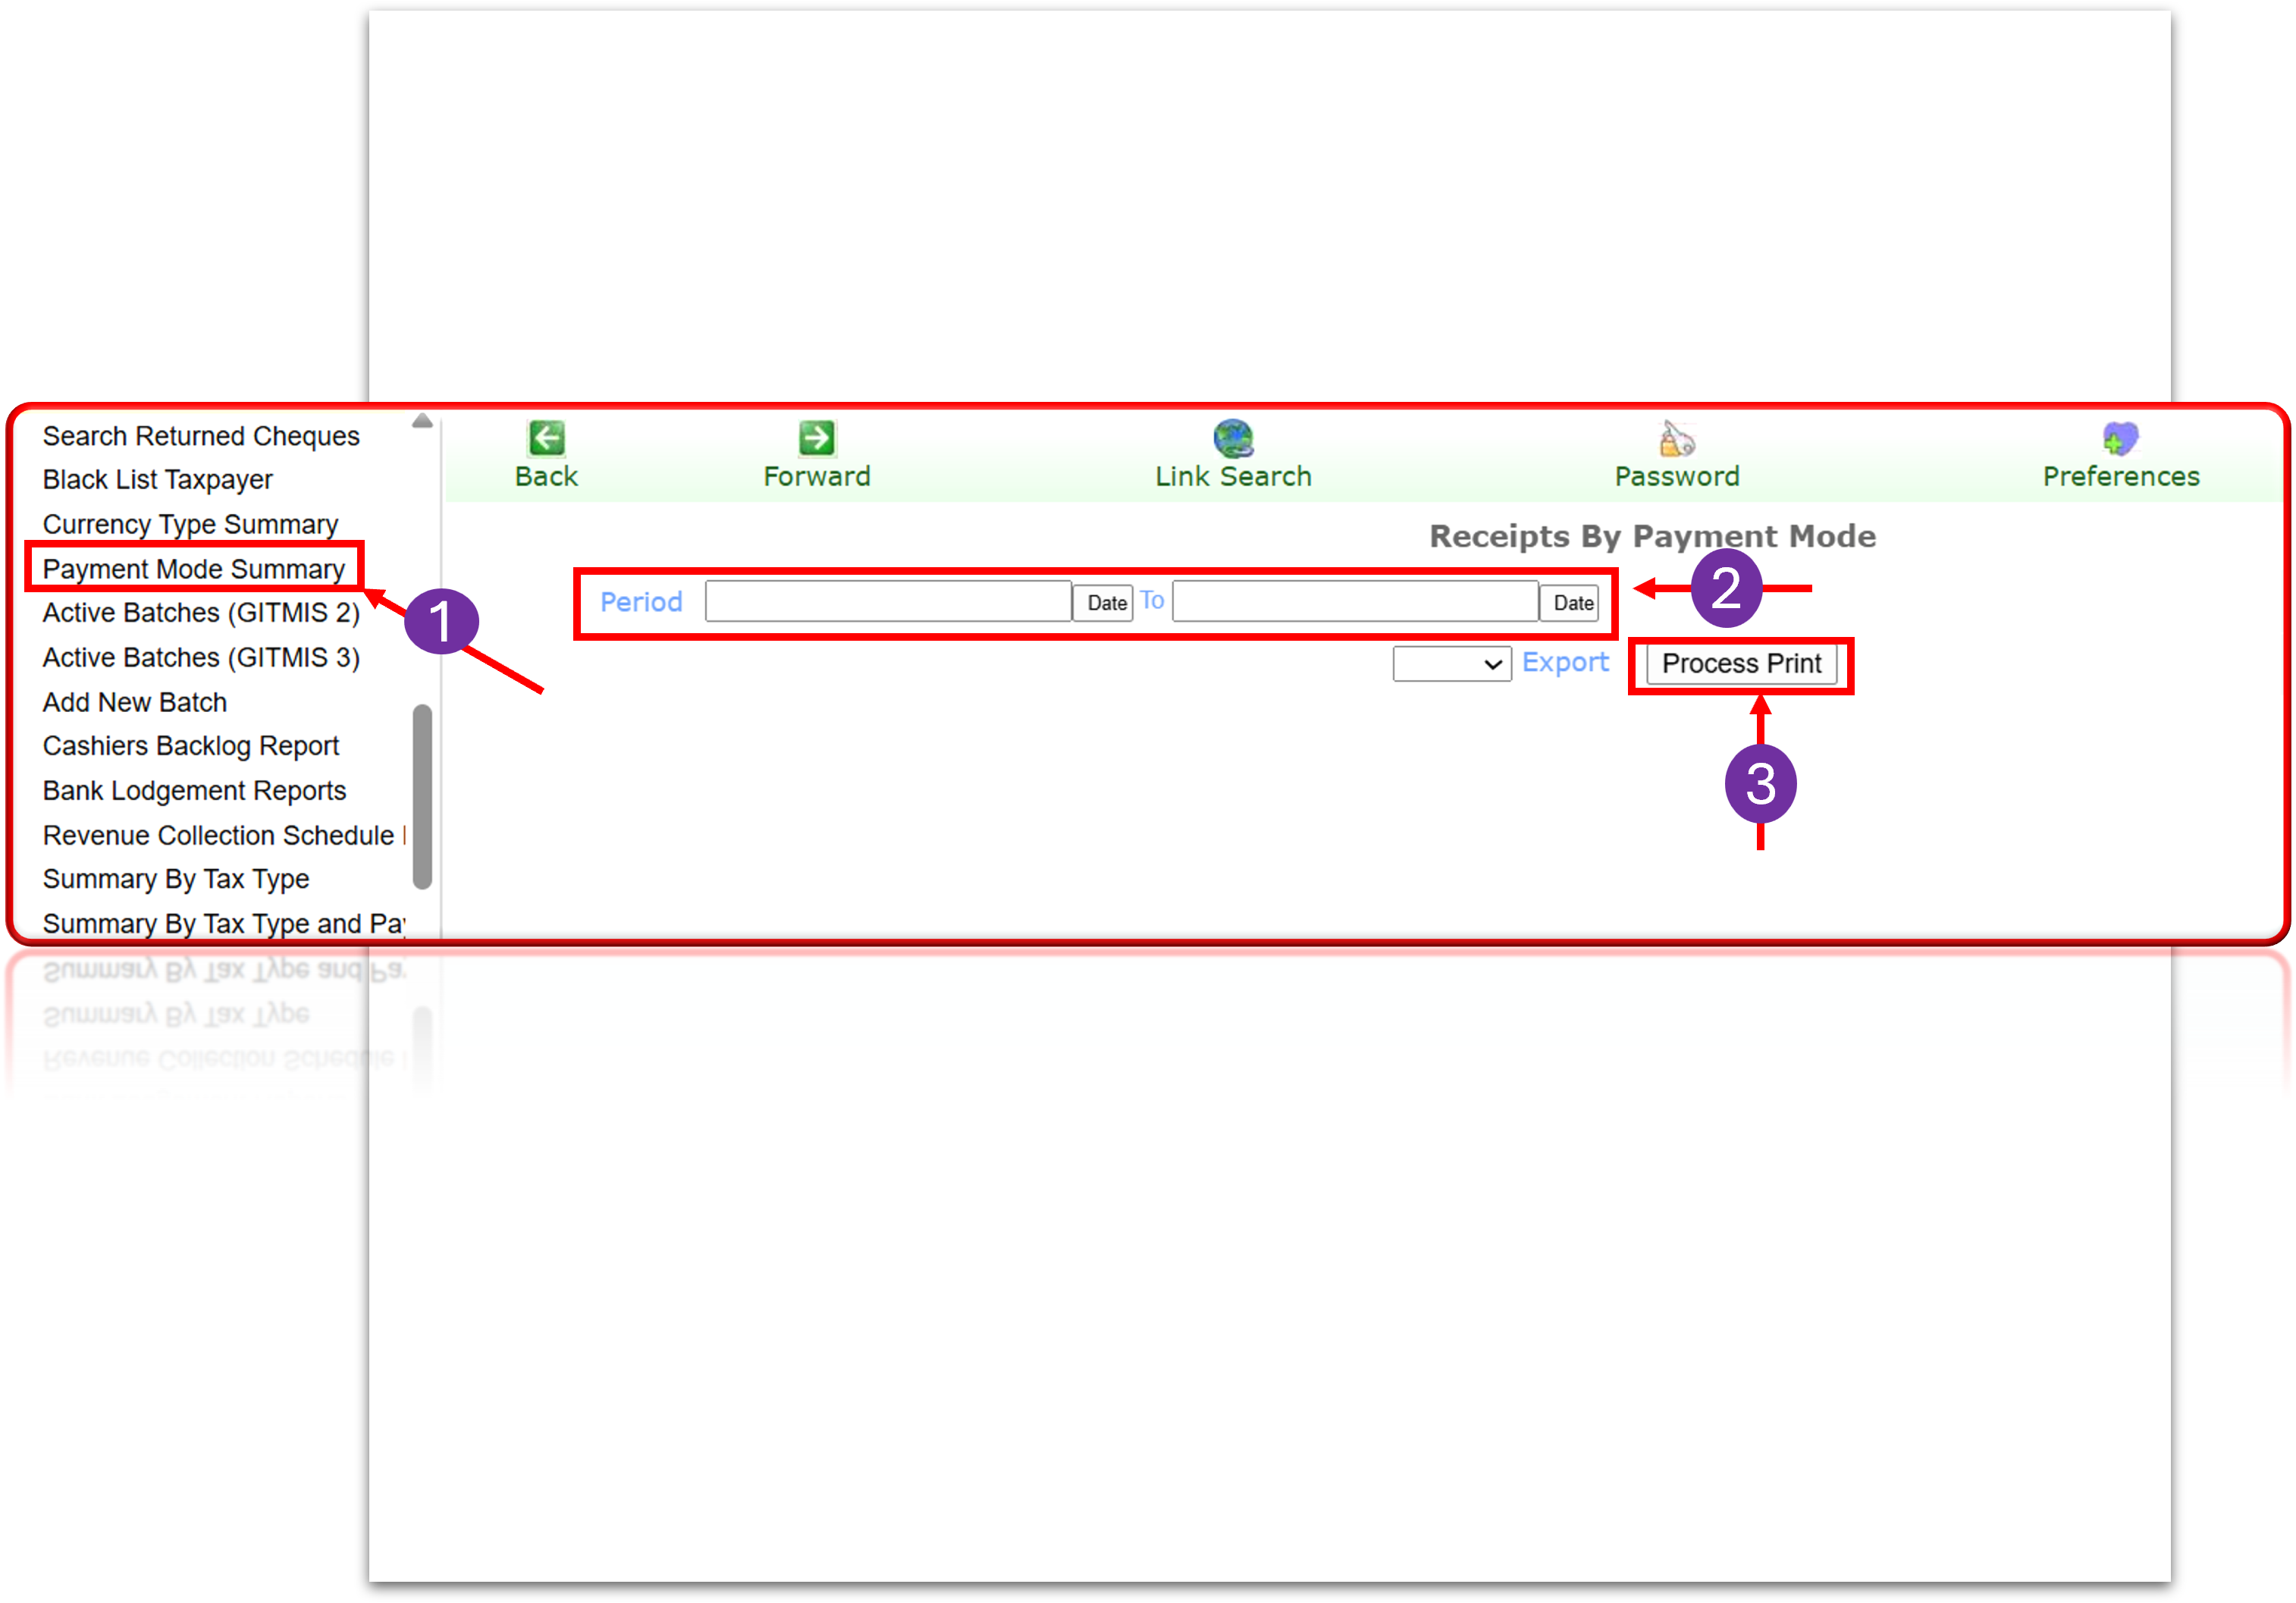 Search Returned Cheques
Black List Taxpayer
Currency Type Summary
Payment Mode Summary
Active Batches (GITMIS 2)
Active Batches (GITMIS 3)
Add New Batch
Cashiers Backlog Report
Bank Lodgement Reports
Revenue Collection Schedule
Summary By Tax Type
Summary By Tax Type and
1
Back Forward Link Search Password Preferences
Receipts By Payment Mode
Period Date To Date
2
Export Process Print
3